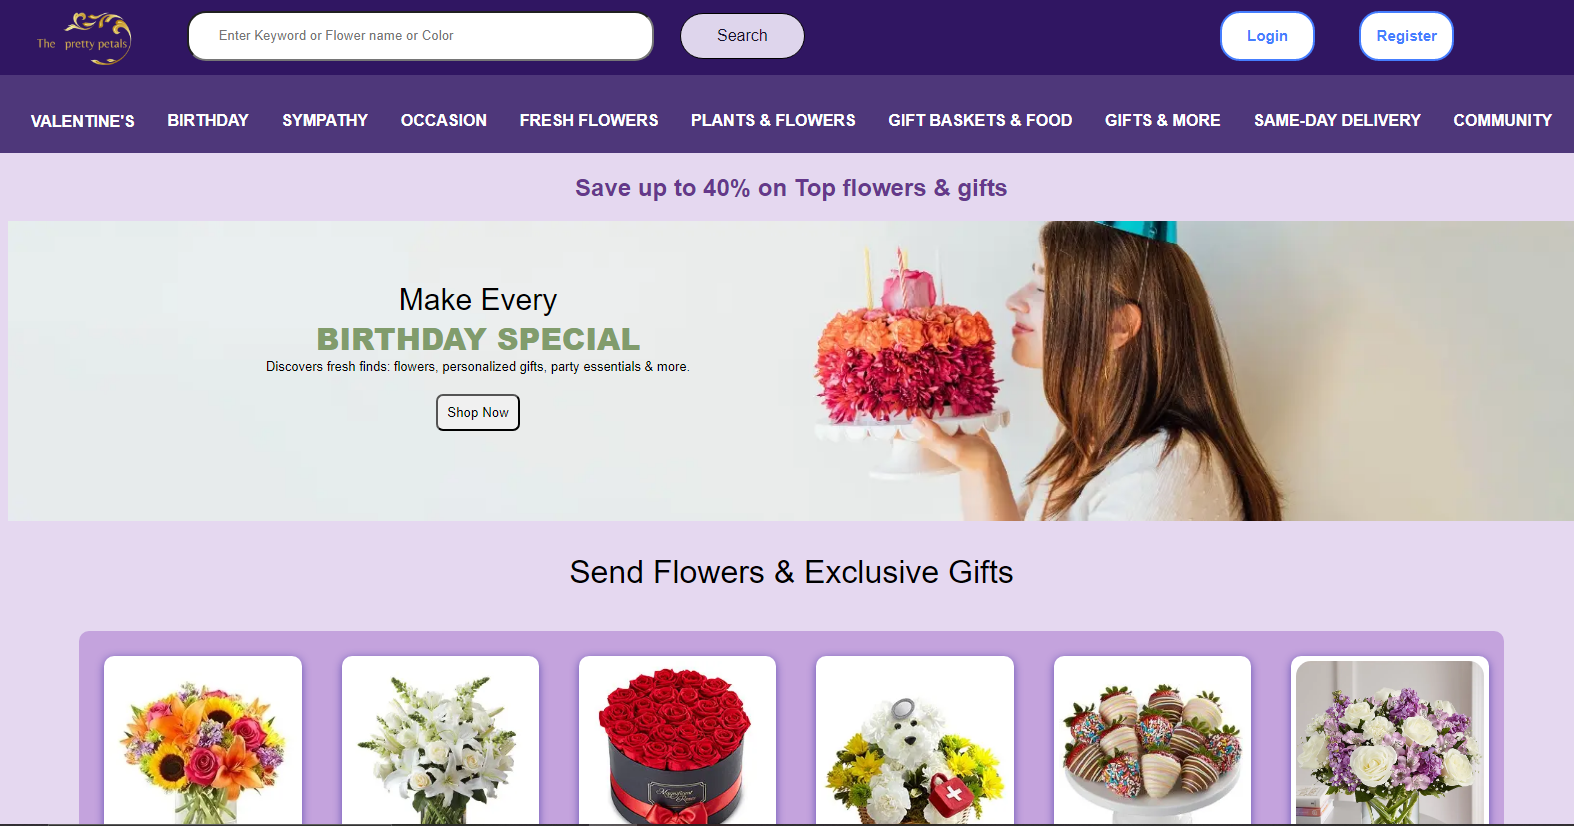 The pretty petals
Enter Keyword or Flower name or Color
Search
Login
Register
VALENTINE'S BIRTHDAY SYMPATHY OCCASION FRESH FLOWERS PLANTS & FLOWERS GIFT BASKETS & FOOD GIFTS & MORE SAME-DAY DELIVERY COMMUNITY
Save up to 40% on Top flowers & gifts
Make Every
BIRTHDAY SPECIAL
Discovers fresh finds: flowers, personalized gifts, party essentials & more.
Shop Now
Send Flowers & Exclusive Gifts